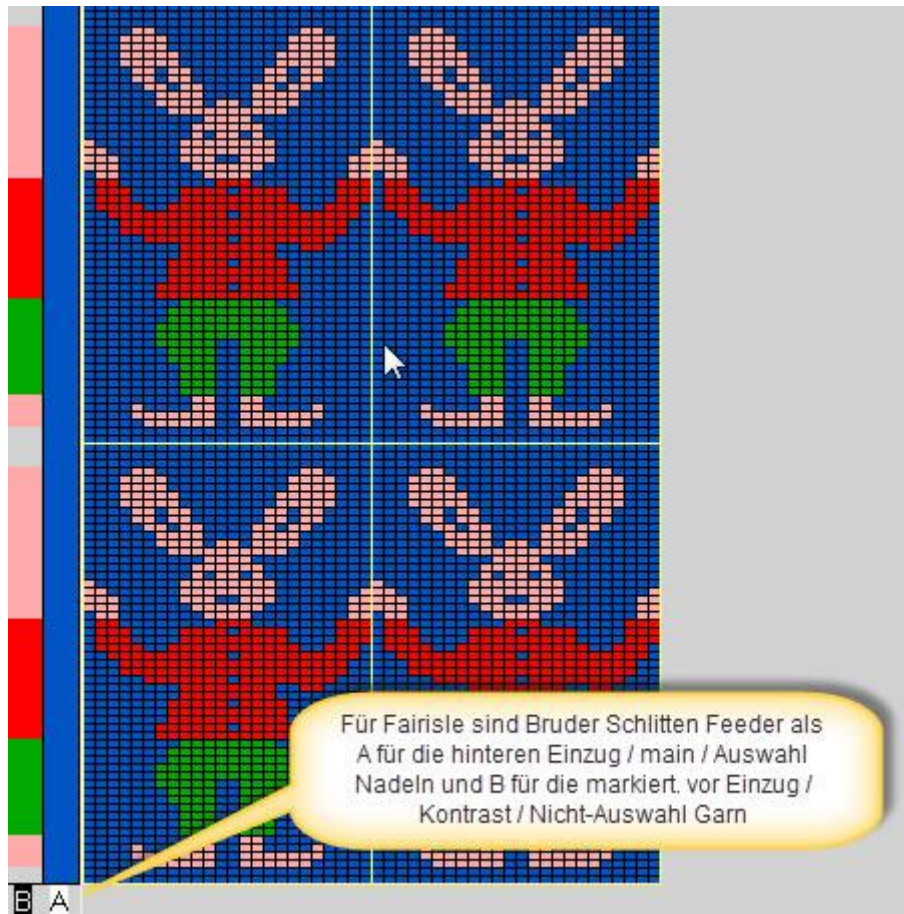 Für Fairisle sind Bruder Schlitten Feeder als
A für die hinteren Einzug / main / Auswahl
Nadeln und B für die markiert. vor Einzug /
Kontrast / Nicht-Auswahl Garn
B A